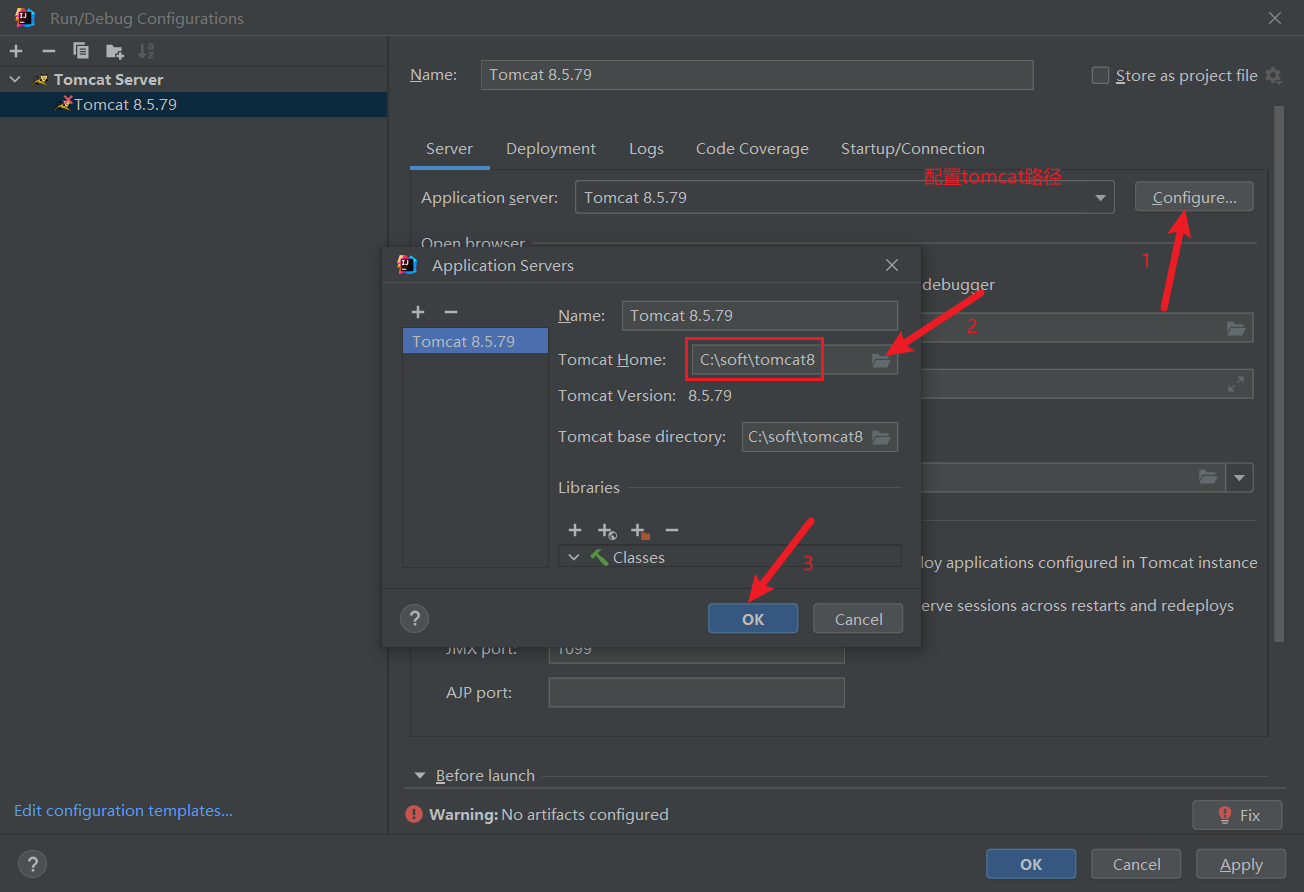 Run/Debug Configurations
Tomcat Server
Tomcat 8.5.79
Name: Tomcat 8.5.79
Store as project file
Server Deployment Logs Code Coverage Startup/Connection
配置tomcat路径
Application server: Tomcat 8.5.79 Configure...
Open browser
1
debugger
Application Servers
Tomcat 8.5.79
Name: Tomcat 8.5.79
2
Tomcat Home: C:\soft\tomcat8
Tomcat Version: 8.5.79
Tomcat base directory: C:\soft\tomcat8
Libraries
Classes
3
? OK Cancel
loy applications configured in Tomcat instance
erve sessions across restarts and redeploys
JMX port: 1099
AJP port:
Before launch
Edit configuration templates...
Warning: No artifacts configured Fix
? OK Cancel Apply